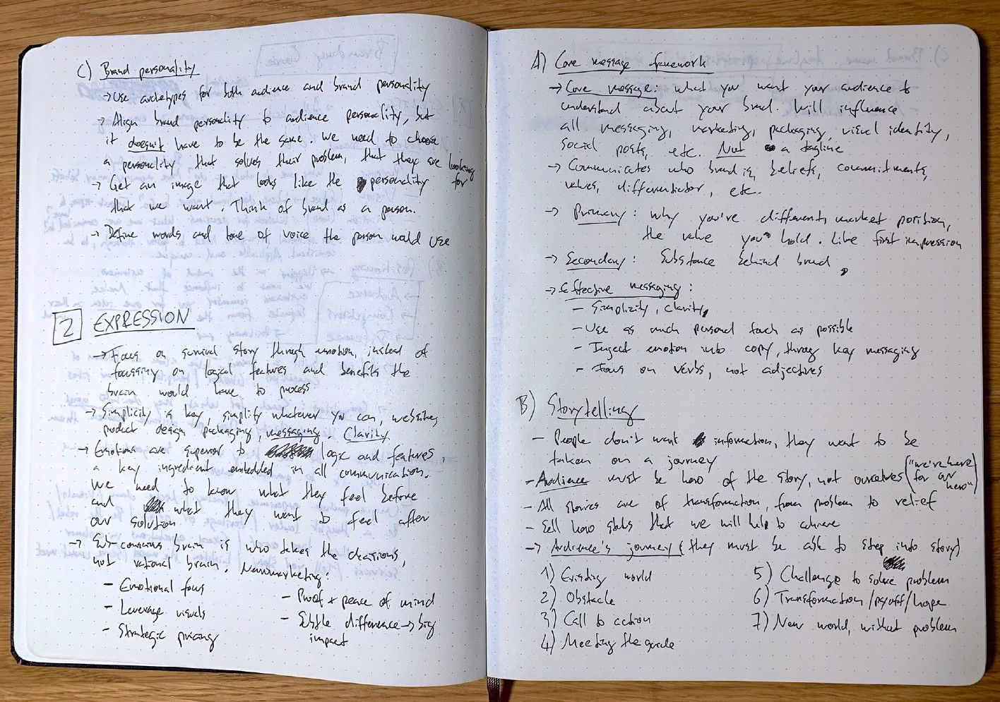 C) Brand personality
→ Use archetypes for both audience and brand personality
→ Align brand personality to audience personality, but
it doesn't have to be the same. We need to choose
a personality that solves their problem, that they are looking
for
→ Get an image that looks like the personality
that we want. Think of brand as a person.
→ Define words and tone of voice the person would use
2 EXPRESSION
→ Focus on survival story through emotion, instead of
focusing on logical features and benefits the
brain would have to process
→ Simplicity is key, simplify whatever you can, websites,
product design, packaging, messaging. Clarity
→ Emotions are superior to logic and features,
a key ingredient embedded in all communication.
We need to know what they feel before
and what they want to feel after
our solution
→ Sub-conscious brain is who takes the decisions,
not rational brain. Neuromarketing:
- Emotional focus
- Leverage visuals
- Strategic pricing
- Proof + peace of mind
- Subtle difference → big
impact
A) Core message framework
→ Core message: what you want your audience to
understand about your brand. Will influence
all messaging, marketing, packaging, visual identity,
social posts, etc. Not a tagline
→ Communicates who brand is, beliefs, commitments,
values, differentiator, etc.
→ Primary: why you're different, market position,
the value you hold. Like first impression
→ Secondary: Substance behind brand
→ Effective messaging:
- Simplicity, clarity,
- Use as much personal touch as possible
- Inject emotion into copy, throug key messaging
- Focus on verbs, not adjectives
B) Storytelling
- People don't want information, they want to be
taken on a journey
- Audience must be hero of the story, not ourselves ("we're here
for our
hero")
- All stories are of transformation, from problem to relief
- Sell hero status that we will help to achieve
→ Audience's journey (they must be able to step into story)
1) Existing world
2) Obstacle
3) Call to action
4) Meeting the guide
5) Challenge to solve problem
6) Transformation/payoff/hope
7) New world, without problem